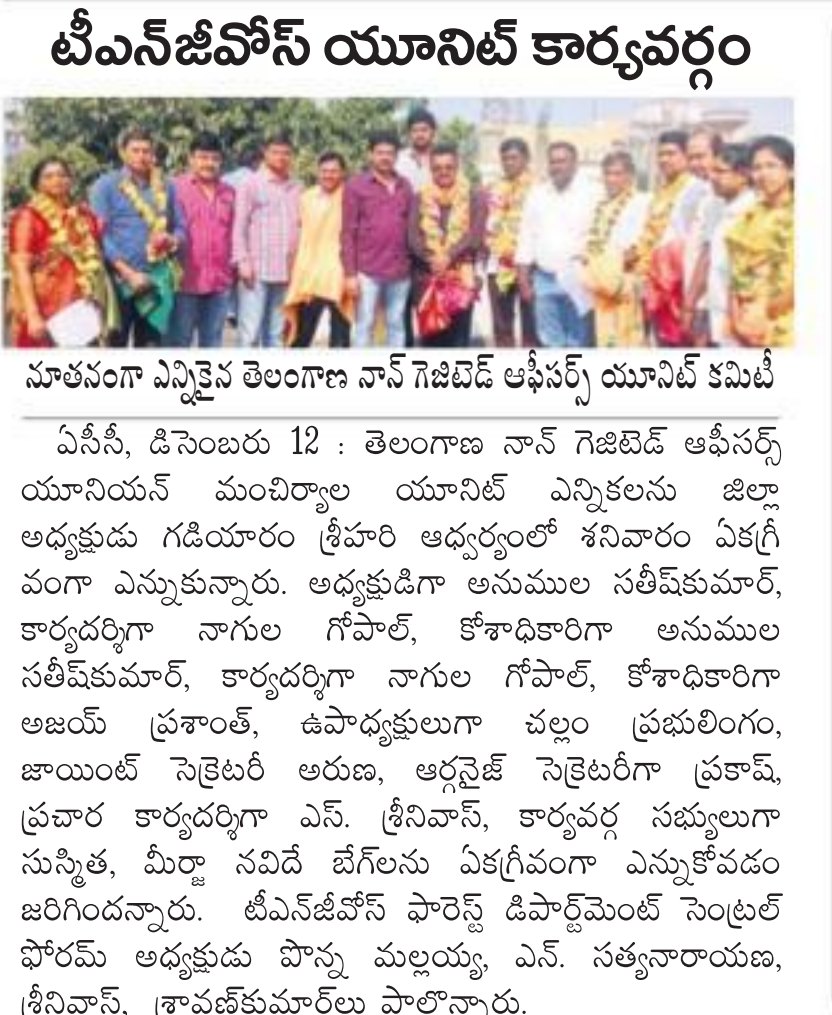 టీఎన్‌జీవోస్ యూనిట్ కార్యవర్గం
నూతనంగా ఎన్నికైన తెలంగాణ నాన్ గెజిటెడ్ ఆఫీసర్స్ యూనిట్ కమిటీ
ఏసీసీ, డిసెంబరు 12 : తెలంగాణ నాన్ గెజిటెడ్ ఆఫీసర్స్
యూనియన్ మంచిర్యాల యూనిట్ ఎన్నికలను జిల్లా
అధ్యక్షుడు గడియారం శ్రీహరి ఆధ్వర్యంలో శనివారం ఏకగ్రీ
వంగా ఎన్నుకున్నారు. అధ్యక్షుడిగా అనుముల సతీష్‌కుమార్,
కార్యదర్శిగా నాగుల గోపాల్, కోశాధికారిగా అనుముల
సతీష్‌కుమార్, కార్యదర్శిగా నాగుల గోపాల్, కోశాధికారిగా
అజయ్ ప్రశాంత్, ఉపాధ్యక్షులుగా చల్లం ప్రభులింగం,
జాయింట్ సెక్రెటరీ అరుణ, ఆర్గనైజ్ సెక్రెటరీగా ప్రకాష్,
ప్రచార కార్యదర్శిగా ఎస్. శ్రీనివాస్, కార్యవర్గ సభ్యులుగా
సుస్మిత, మీర్జా నవిదే బేగ్‌లను ఏకగ్రీవంగా ఎన్నుకోవడం
జరిగిందన్నారు. టీఎన్‌జీవోస్ ఫారెస్ట్ డిపార్ట్‌మెంట్ సెంట్రల్
ఫోరమ్ అధ్యక్షుడు పొన్న మల్లయ్య, ఎన్. సత్యనారాయణ,
శ్రీనివాస్, శ్రావణ్‌కుమార్‌లు పాల్గొన్నారు.